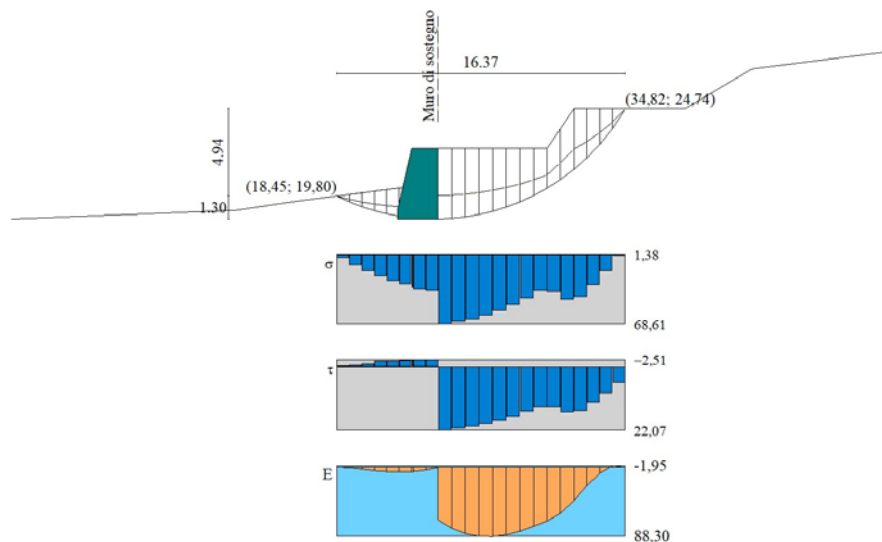 Muro di sostegno
16.37
(34,82; 24,74)
4.94
(18,45; 19,80)
1.30
σ
1,38
68,61
τ
−2,51
22,07
E
-1,95
88,30